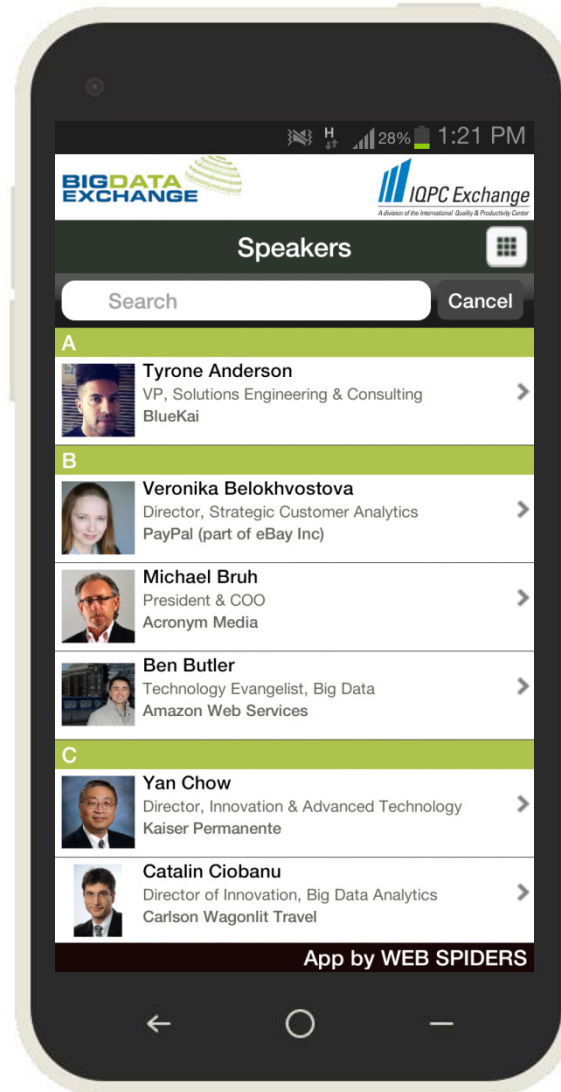 H 28% 1:21 PM
BIGDATA
EXCHANGE
IQPC Exchange
A division of the International Quality & Productivity Center
Speakers
Search Cancel
A
Tyrone Anderson
VP, Solutions Engineering & Consulting
BlueKai
B
Veronika Belokhvostova
Director, Strategic Customer Analytics
PayPal (part of eBay Inc)
Michael Bruh
President & COO
Acronym Media
Ben Butler
Technology Evangelist, Big Data
Amazon Web Services
C
Yan Chow
Director, Innovation & Advanced Technology
Kaiser Permanente
Catalin Ciobanu
Director of Innovation, Big Data Analytics
Carlson Wagonlit Travel
App by WEB SPIDERS